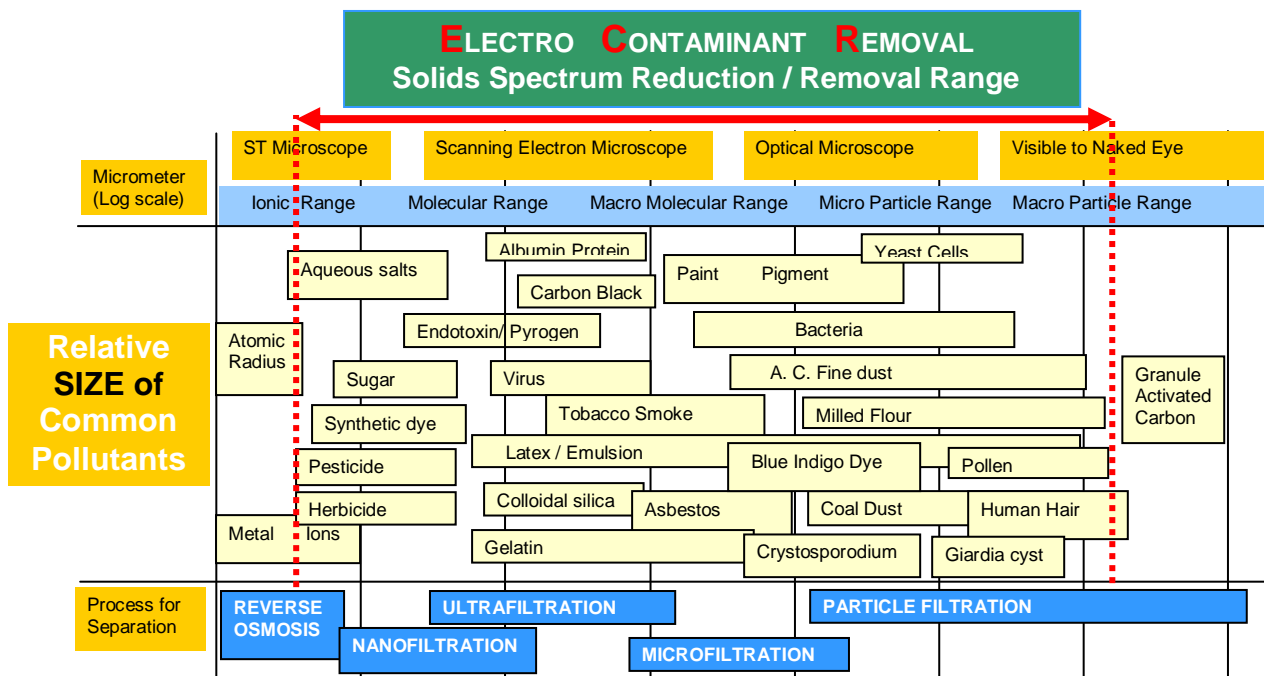 ELECTRO CONTAMINANT REMOVAL
Solids Spectrum Reduction / Removal Range
ST Microscope
Scanning Electron Microscope
Optical Microscope
Visible to Naked Eye
Micrometer
(Log scale)
Ionic Range
Molecular Range
Macro Molecular Range
Micro Particle Range
Macro Particle Range
Albumin Protein
Yeast Cells
Aqueous salts
Paint Pigment
Carbon Black
Endotoxin/ Pyrogen
Bacteria
Atomic
Radius
Relative
SIZE of
Common
Pollutants
Sugar
Virus
A. C. Fine dust
Granule
Activated
Carbon
Synthetic dye
Tobacco Smoke
Milled Flour
Latex / Emulsion
Blue Indigo Dye
Pesticide
Pollen
Herbicide
Colloidal silica
Asbestos
Coal Dust
Human Hair
Metal Ions
Gelatin
Crystosporodium
Giardia cyst
Process for
Separation
REVERSE
OSMOSIS
ULTRAFILTRATION
PARTICLE FILTRATION
NANOFILTRATION
MICROFILTRATION